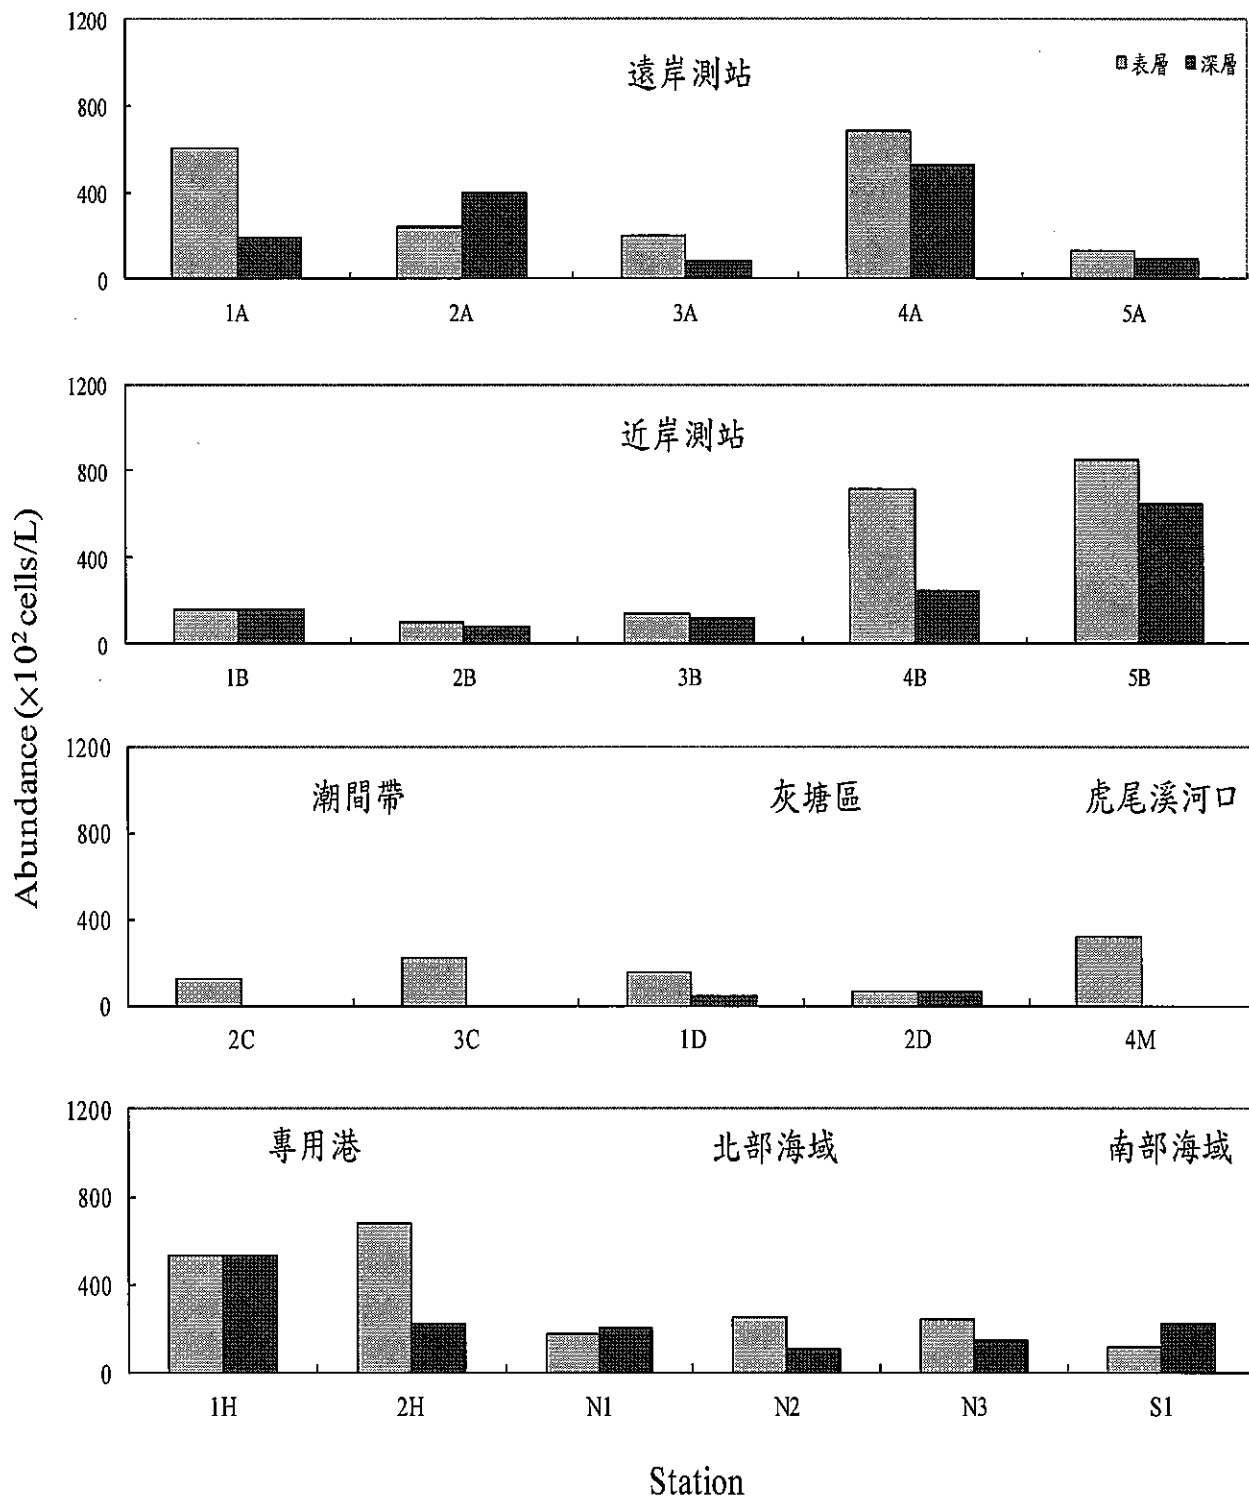 Abundance(x10² cells/L)
1200
800
400
0
遠岸測站
表層 深層
1A 2A 3A 4A 5A
1200
800
400
0
近岸測站
1B 2B 3B 4B 5B
1200
800
400
0
潮間帶 灰塘區 虎尾溪河口
2C 3C 1D 2D 4M
1200
800
400
0
專用港 北部海域 南部海域
1H 2H N1 N2 N3 S1
Station